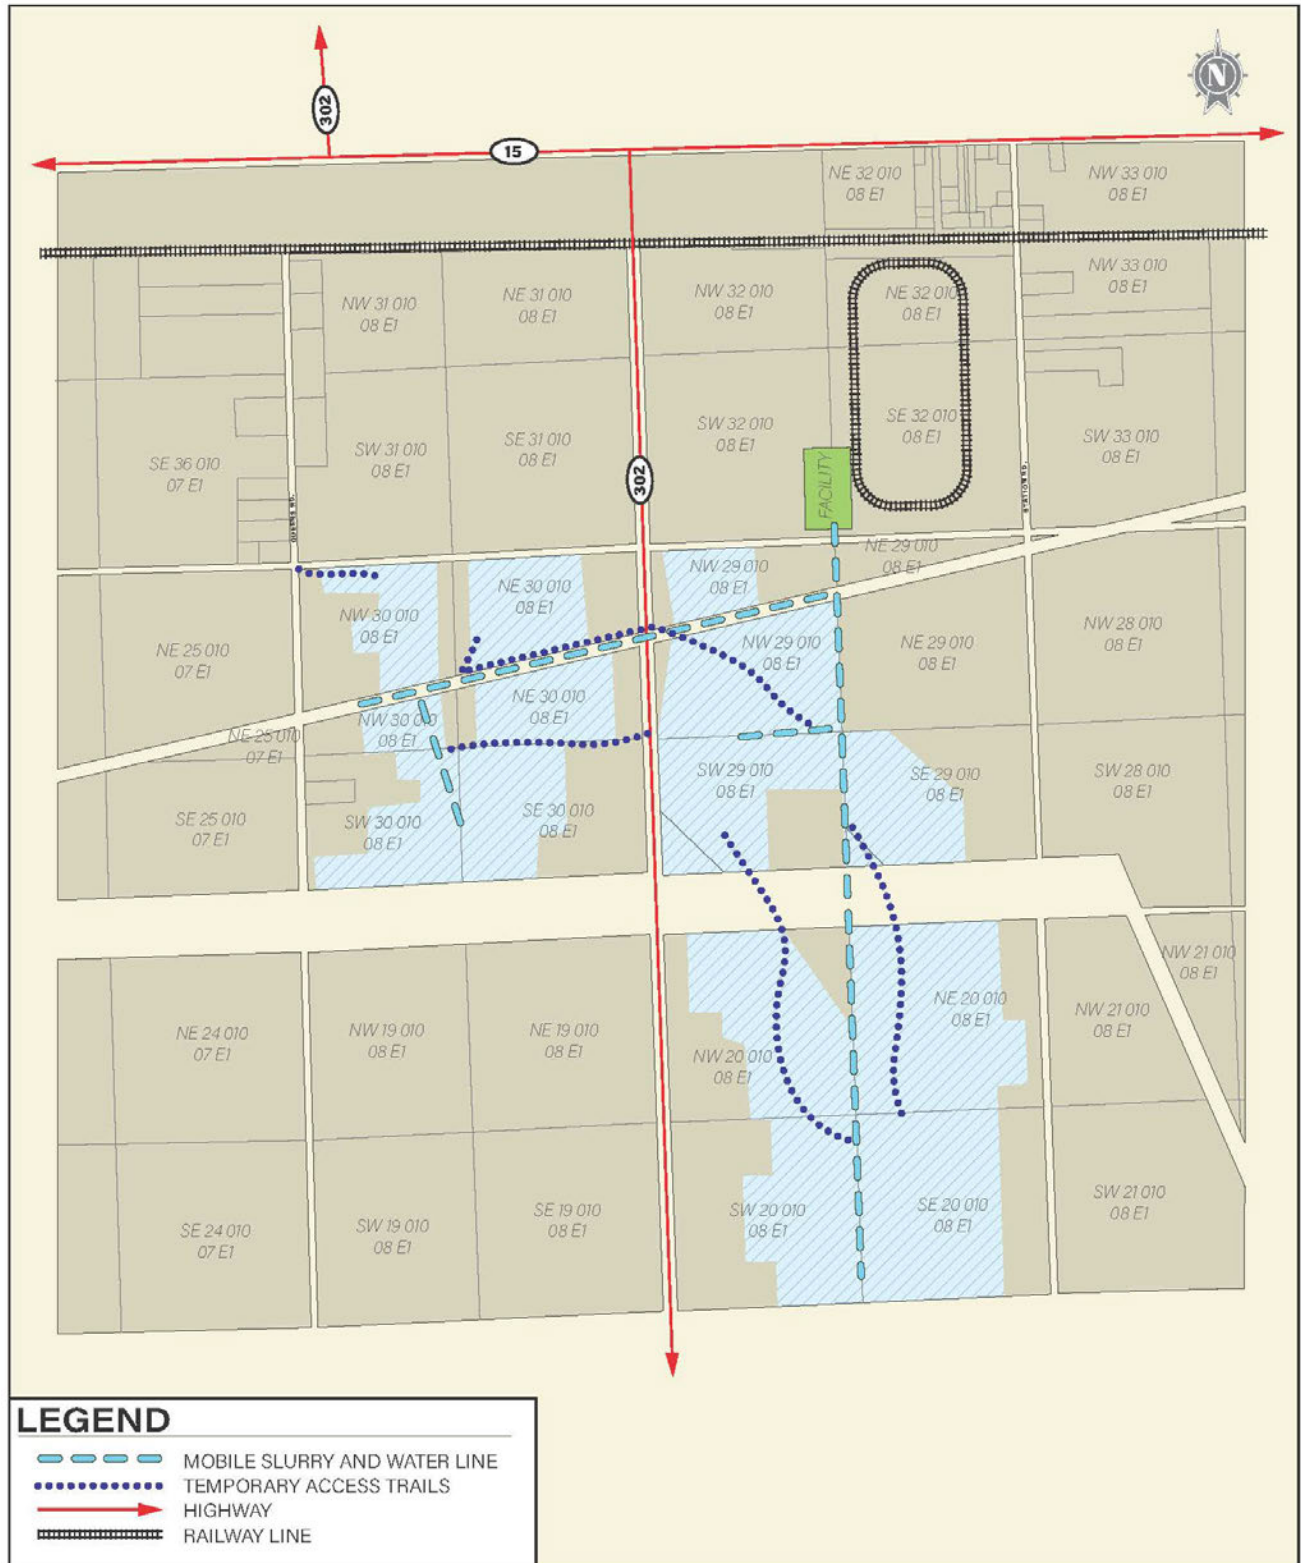 N
302
15
NE 32 010
08 E1
NW 33 010
08 E1
NW 33 010
08 E1
NW 31 010
08 E1
NE 31 010
08 E1
NW 32 010
08 E1
NE 32 010
08 E1
SE 36 010
07 E1
SW 31 010
08 E1
SE 31 010
08 E1
302
SW 32 010
08 E1
SE 32 010
08 E1
SW 33 010
08 E1
FACILITY
STATION RD.
NE 25 010
07 E1
NW 30 010
08 E1
NE 30 010
08 E1
NW 29 010
08 E1
NE 29 010
08 E1
NW 29 010
08 E1
NE 29 010
08 E1
NW 28 010
08 E1
NE 25 010
07 E1
NW 30 010
08 E1
NE 30 010
08 E1
SE 25 010
07 E1
SW 30 010
08 E1
SE 30 010
08 E1
SW 29 010
08 E1
SE 29 010
08 E1
SW 28 010
08 E1
NE 24 010
07 E1
NW 19 010
08 E1
NE 19 010
08 E1
NW 20 010
08 E1
NE 20 010
08 E1
NW 21 010
08 E1
NW 21 010
08 E1
SE 24 010
07 E1
SW 19 010
08 E1
SE 19 010
08 E1
SW 20 010
08 E1
SE 20 010
08 E1
SW 21 010
08 E1
LEGEND
MOBILE SLURRY AND WATER LINE
TEMPORARY ACCESS TRAILS
HIGHWAY
RAILWAY LINE